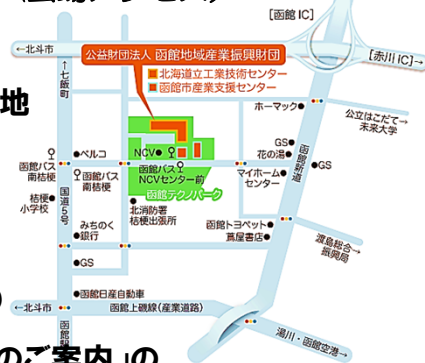 [函館IC]
←北斗市
[赤川IC]→
公益財団法人 函館地域産業振興財団
■北海道立工業技術センター
■函館市産業支援センター
↑七飯町
地
ホーマック●
公立はこだて→
未来大学
●ベルコ
NCV●
GS●
花の湯●
●GS
函館バス
南桔梗
函館バス
南桔梗
函館バス
NCVセンター前
マイホーム
センター
函館新道
桔梗●
小学校
国道5号
函館テクノパーク
●
北消防署
桔梗出張所
みちのく
●銀行
函館トヨペット●
蔦屋書店●
渡島総合→
振興局
●GS
●函館日産自動車
←北斗市
函館上磯線(産業道路)
函館駅
湯川・函館空港→
のご案内」の